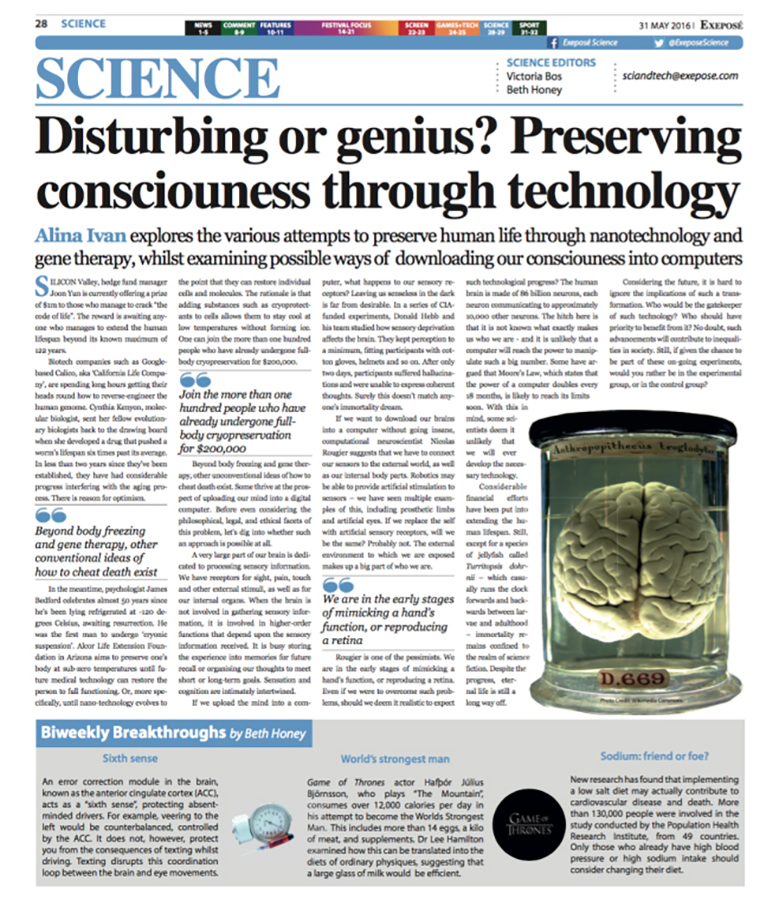 28 SCIENCE
NEWS COMMENT FEATURES FESTIVAL FOCUS SCREEN GAMES+TECH SCIENCE SPORT
1-5 8-9 10-11 14-21 22-23 24-25 28-29 31-32
31 MAY 2016 | EXEPOSÉ
Exeposé Science @ExeposeScience
SCIENCE
SCIENCE EDITORS
Victoria Bos
Beth Honey
sciandtech@exepose.com
Disturbing or genius? Preserving
consciouness through technology
Alina Ivan explores the various attempts to preserve human life through nanotechnology and
gene therapy, whilst examining possible ways of downloading our consciousness into computers
SILICON Valley, hedge fund manager
Joon Yun is currently offering a prize
of $1m to those who manage to crack "the
code of life". The reward is awaiting any-
one who manages to extend the human
lifespan beyond its known maximum of
122 years.
Biotech companies such as Google-
based Calico, aka 'California Life Compa-
ny', are spending long hours getting their
heads round how to reverse-engineer the
human genome. Cynthia Kenyon, molec-
ular biologist, sent her fellow evolution-
ary biologists back to the drawing board
when she developed a drug that pushed a
worm's lifespan six times past its average.
In less than two years since they've been
established, they have had considerable
progress interfering with the aging pro-
cess. There is reason for optimism.
Beyond body freezing
and gene therapy, other
conventional ideas of
how to cheat death exist
In the meantime, psychologist James
Bedford celebrates almost 50 years since
he's been lying refrigerated at -120 de-
grees Celsius, awaiting resurrection. He
was the first man to undergo 'cryonic
suspension'. Alcor Life Extension Foun-
dation in Arizona aims to preserve one's
body at sub-zero temperatures until fu-
ture medical technology can restore the
person to full functioning. Or, more spe-
cifically, until nano-technology evolves to
the point that they can restore individual
cells and molecules. The rationale is that
adding substances such as cryoprotect-
ants to cells allows them to stay cool at
low temperatures without forming ice.
One can join the more than one hundred
people who have already undergone full-
body cryopreservation for $200,000.
Join the more than one
hundred people who have
already undergone full-
body cryopreservation
for $200,000
Beyond body freezing and gene ther-
apy, other unconventional ideas of how to
cheat death exist. Some thrive at the pros-
pect of uploading our mind into a digital
computer. Before even considering the
philosophical, legal, and ethical facets of
this problem, let's dig into whether such
an approach is possible at all.
A very large part of our brain is dedi-
cated to processing sensory information.
We have receptors for sight, pain, touch
and other external stimuli, as well as for
our internal organs. When the brain is
not involved in gathering sensory infor-
mation, it is involved in higher-order
functions that depend upon the sensory
information received. It is busy storing
the experience into memories for future
recall or organising our thoughts to meet
short or long-term goals. Sensation and
cognition are intimately intertwined.
If we upload the mind into a com-
puter, what happens to our sensory re-
ceptors? Leaving us senseless in the dark
is far from desirable. In a series of CIA-
funded experiments, Donald Hebb and
his team studied how sensory deprivation
affects the brain. They kept perception to
a minimum, fitting participants with cot-
ton gloves, helmets and so on. After only
two days, participants suffered hallucina-
tions and were unable to express coherent
thoughts. Surely this doesn't match any-
one's immortality dream.
If we want to download our brains
into a computer without going insane,
computational neuroscientist Nicolas
Rougier suggests that we have to connect
our sensors to the external world, as well
as our internal body parts. Robotics may
be able to provide artificial stimulation to
sensors – we have seen multiple exam-
ples of this, including prosthetic limbs
and artificial eyes. If we replace the self
with artificial sensory receptors, will we
be the same? Probably not. The external
environment to which we are exposed
makes up a big part of who we are.
We are in the early stages
of mimicking a hand's
function, or reproducing
a retina
Rougier is one of the pessimists. We
are in the early stages of mimicking a
hand's function, or reproducing a retina.
Even if we were to overcome such prob-
lems, should we deem it realistic to expect
such technological progress? The human
brain is made of 86 billion neurons, each
neuron communicating to approximately
10,000 other neurons. The hitch here is
that it is not known what exactly makes
us who we are - and it is unlikely that a
computer will reach the power to manip-
ulate such a big number. Some have ar-
gued that Moore's Law, which states that
the power of a computer doubles every
18 months, is likely to reach its limits
soon. With this in
mind, some sci-
entists deem it
unlikely that
we will ever
develop the neces-
sary technology.
Considerable
financial efforts
have been put into
extending the hu-
man lifespan. Still,
except for a species
of jellyfish called
Turritopsis dohr-
nii – which casu-
ally runs the clock
forwards and back-
wards between lar-
vae and adulthood
– immortality re-
mains confined to
the realm of science
fiction. Despite the
progress, eter-
nal life is still a
long way off.
Considering the future, it is hard to
ignore the implications of such a trans-
formation. Who would be the gatekeeper
of such technology? Who should have
priority to benefit from it? No doubt, such
advancements will contribute to inequali-
ties in society. Still, if given the chance to
be part of these on-going experiments,
would you rather be in the experimental
group, or in the control group?
Anthropopithecus troglodytes
D.669
Photo Credit: Wikimedia Commons
Biweekly Breakthroughs by Beth Honey
Sixth sense
An error correction module in the brain,
known as the anterior cingulate cortex (ACC),
acts as a "sixth sense", protecting absent-
minded drivers. For example, veering to the
left would be counterbalanced, controlled
by the ACC. It does not, however, protect
you from the consequences of texting whilst
driving. Texting disrupts this coordination
loop between the brain and eye movements.
World's strongest man
Game of Thrones actor Hafþór Júlíus
Björnsson, who plays "The Mountain",
consumes over 12,000 calories per day in
his attempt to become the Worlds Strongest
Man. This includes more than 14 eggs, a kilo
of meat, and supplements. Dr Lee Hamilton
examined how this can be translated into the
diets of ordinary physiques, suggesting that
a large glass of milk would be efficient.
GAME OF
THRONES
Sodium: friend or foe?
New research has found that implementing
a low salt diet may actually contribute to
cardiovascular disease and death. More
than 130,000 people were involved in the
study conducted by the Population Health
Research Institute, from 49 countries.
Only those who already have high blood
pressure or high sodium intake should
consider changing their diet.